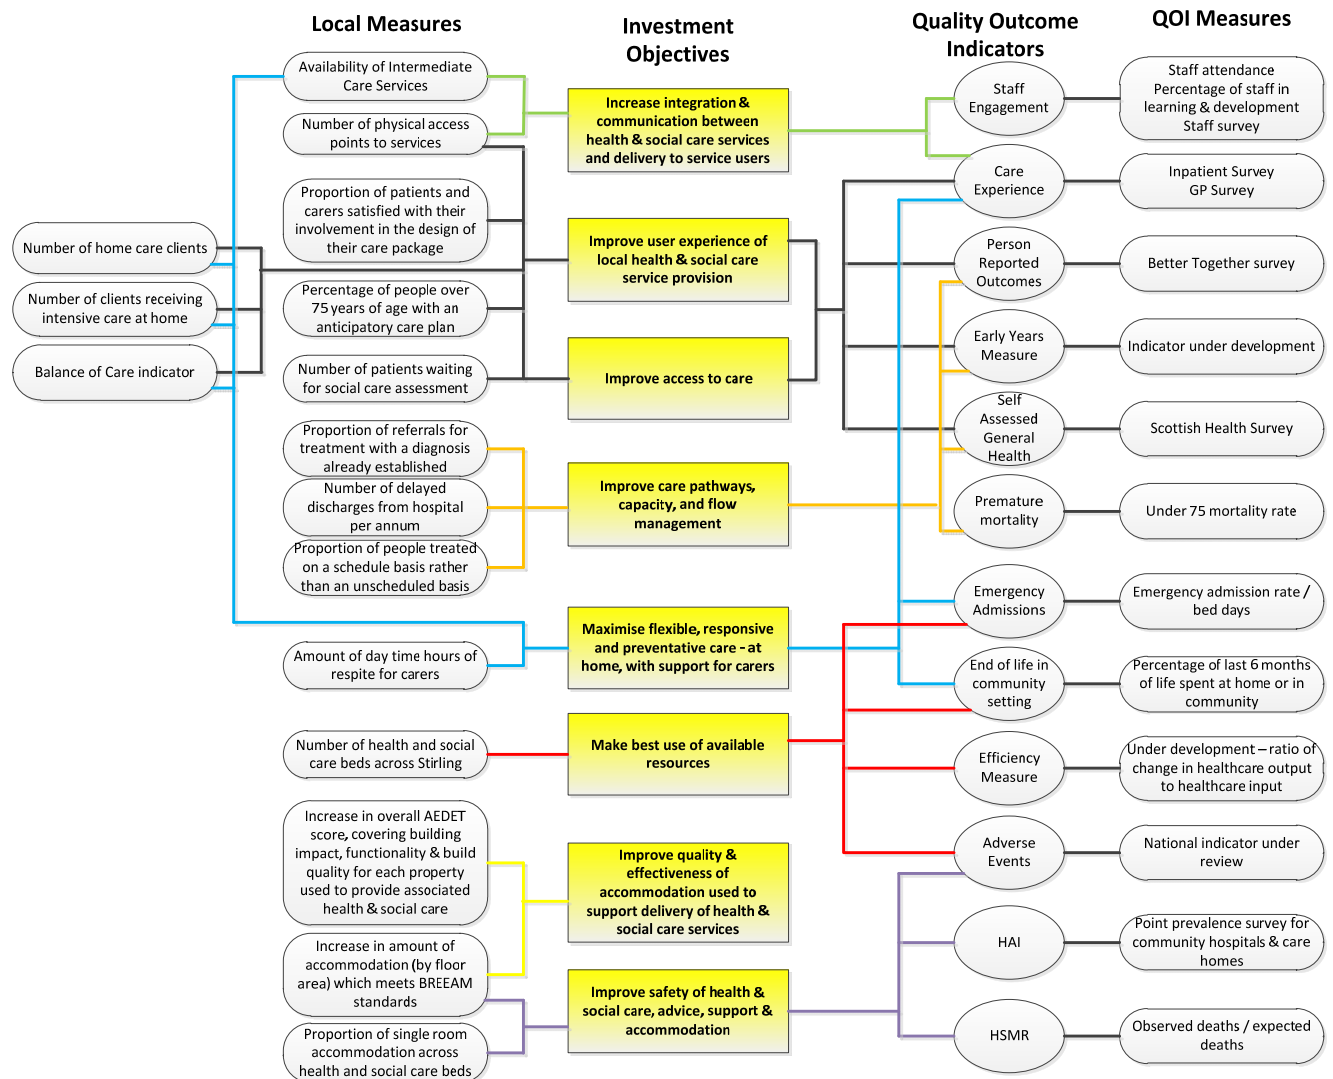 Local Measures
Investment
Objectives
Quality Outcome
Indicators
QOI Measures
Number of home care clients
Number of clients receiving
intensive care at home
Balance of Care indicator
Availability of Intermediate
Care Services
Number of physical access
points to services
Proportion of patients and
carers satisfied with their
involvement in the design of
their care package
Percentage of people over
75 years of age with an
anticipatory care plan
Number of patients waiting
for social care assessment
Proportion of referrals for
treatment with a diagnosis
already established
Number of delayed
discharges from hospital
per annum
Proportion of people treated
on a schedule basis rather
than an unscheduled basis
Amount of day time hours of
respite for carers
Number of health and social
care beds across Stirling
Increase in overall AEDET
score, covering building
impact, functionality & build
quality for each property
used to provide associated
health & social care
Increase in amount of
accommodation (by floor
area) which meets BREEAM
standards
Proportion of single room
accommodation across
health and social care beds
Increase integration &
communication between
health & social care services
and delivery to service users
Improve user experience of
local health & social care
service provision
Improve access to care
Improve care pathways,
capacity, and flow
management
Maximise flexible, responsive
and preventative care - at
home, with support for carers
Make best use of available
resources
Improve quality &
effectiveness of
accommodation used to
support delivery of health &
social care services
Improve safety of health &
social care, advice, support &
accommodation
Staff
Engagement
Care
Experience
Person
Reported
Outcomes
Early Years
Measure
Self
Assessed
General
Health
Premature
mortality
Emergency
Admissions
End of life in
community
setting
Efficiency
Measure
Adverse
Events
HAI
HSMR
Staff attendance
Percentage of staff in
learning & development
Staff survey
Inpatient Survey
GP Survey
Better Together survey
Indicator under development
Scottish Health Survey
Under 75 mortality rate
Emergency admission rate /
bed days
Percentage of last 6 months
of life spent at home or in
community
Under development – ratio of
change in healthcare output
to healthcare input
National indicator under
review
Point prevalence survey for
community hospitals & care
homes
Observed deaths / expected
deaths